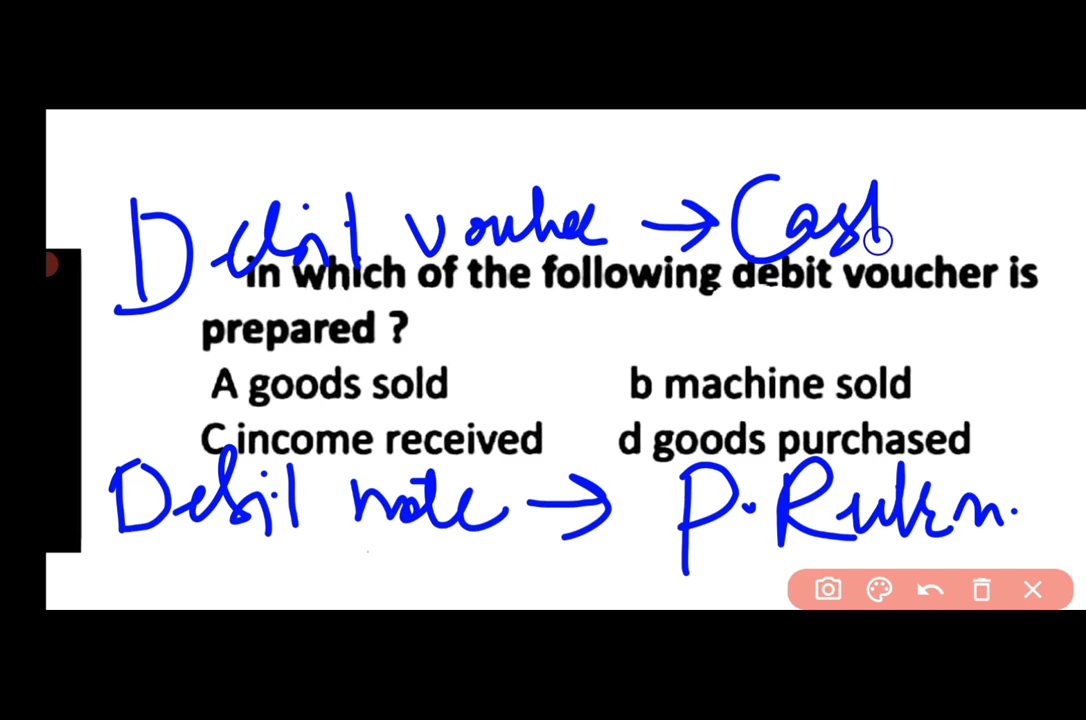 Debit voucher → Cash
in which of the following debit voucher is
prepared ?
A goods sold b machine sold
C income received d goods purchased
Debit note → P. Return.